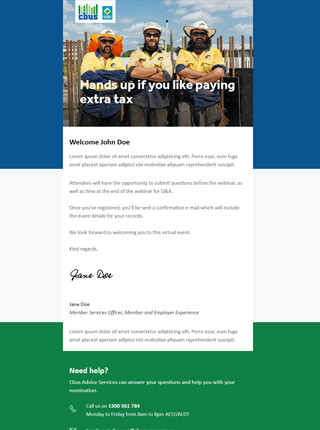 cbus
Hands up if you like paying
extra tax
Welcome John Doe
Lorem ipsum dolor sit amet consectetur adipisicing elit. Porro esse, eum fuga
amet aperiam adipisci nisi molestiae aliquam reprehenderit suscipit.
Attendees will have the opportunity to submit questions before the webinar, as
well as time at the end of the webinar for Q&A.
Once you've registered, you'll be sent a confirmation e-mail which will include
the event details for your records.
We look forward to welcoming you to this virtual event.
Kind regards,
Jane Doe
Jane Doe
Member Services Officer, Member and Employer Experience
Lorem ipsum dolor sit amet consectetur adipisicing elit. Porro esse, eum fuga
amet aperiam adipisci nisi molestiae aliquam reprehenderit suscipit.
Need help?
Cbus Advice Services can answer your questions and help you with your
nomination.
Call us on 1300 361 784
Monday to Friday from 8am to 8pm AEST/AEDT